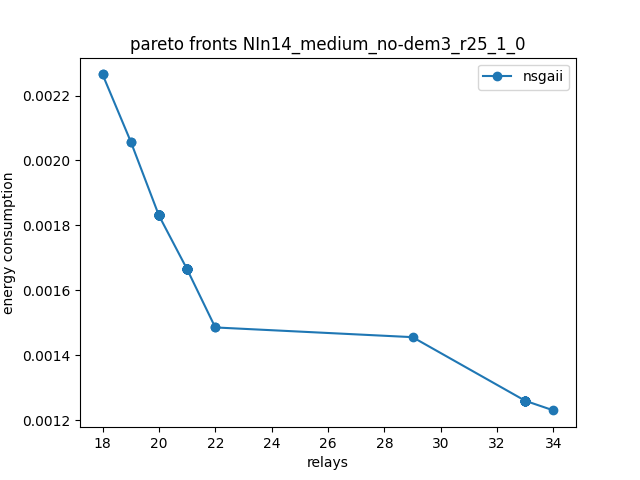 pareto fronts NIn14_medium_no-dem3_r25_1_0
nsgaii
energy consumption
0.0022
0.0020
0.0018
0.0016
0.0014
0.0012
18 20 22 24 26 28 30 32 34
relays